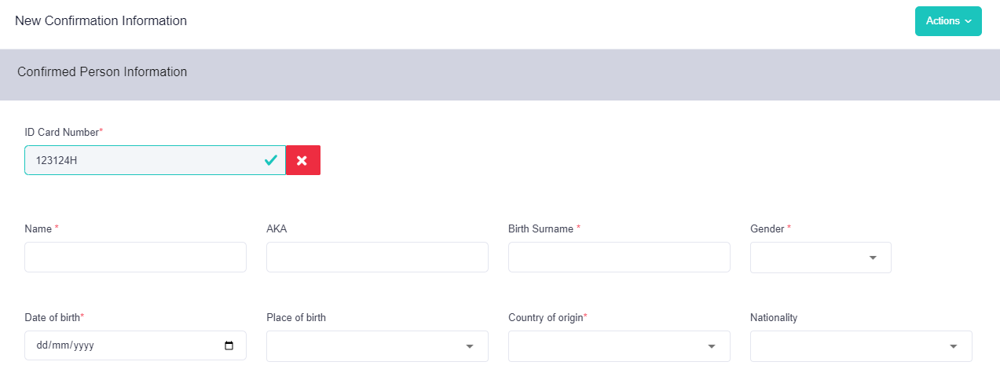 New Confirmation Information
Actions
Confirmed Person Information
ID Card Number*
123124H
Name *
AKA
Birth Surname *
Gender *
Date of birth*
Place of birth
Country of origin*
Nationality
dd/mm/yyyy